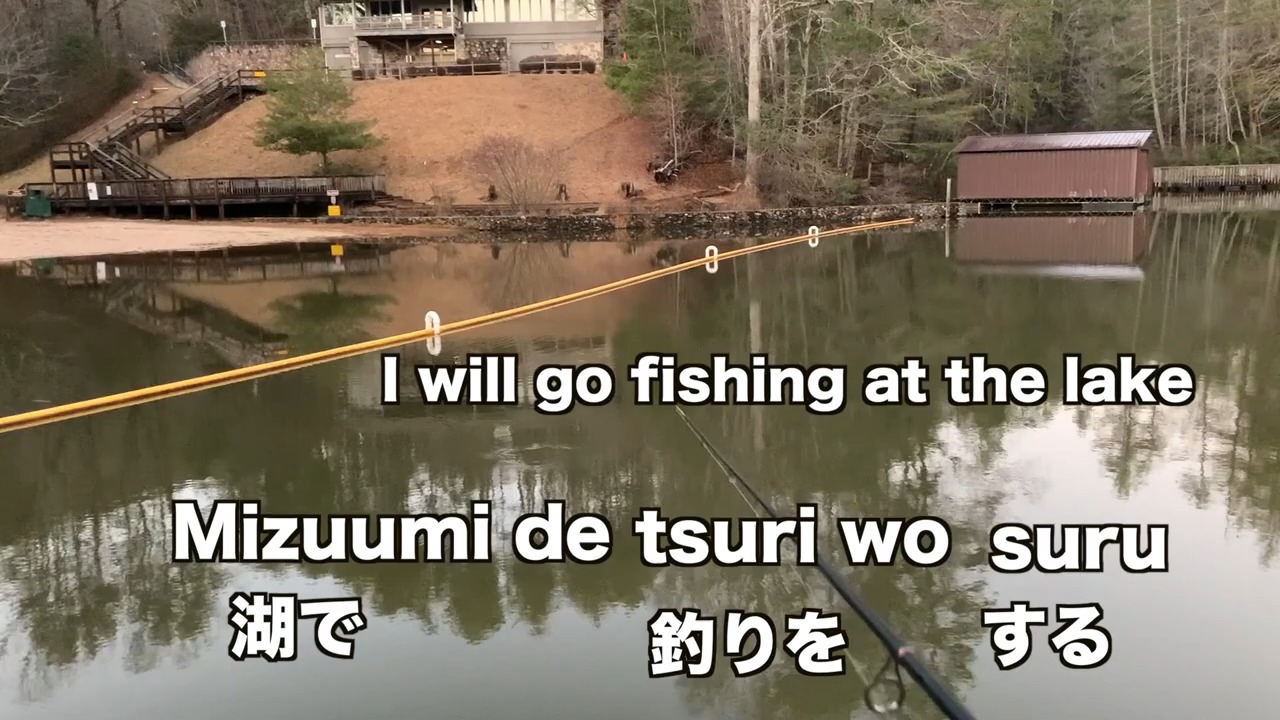 I will go fishing at the lake
Mizuumi de tsuri wo suru
湖で 釣りを する